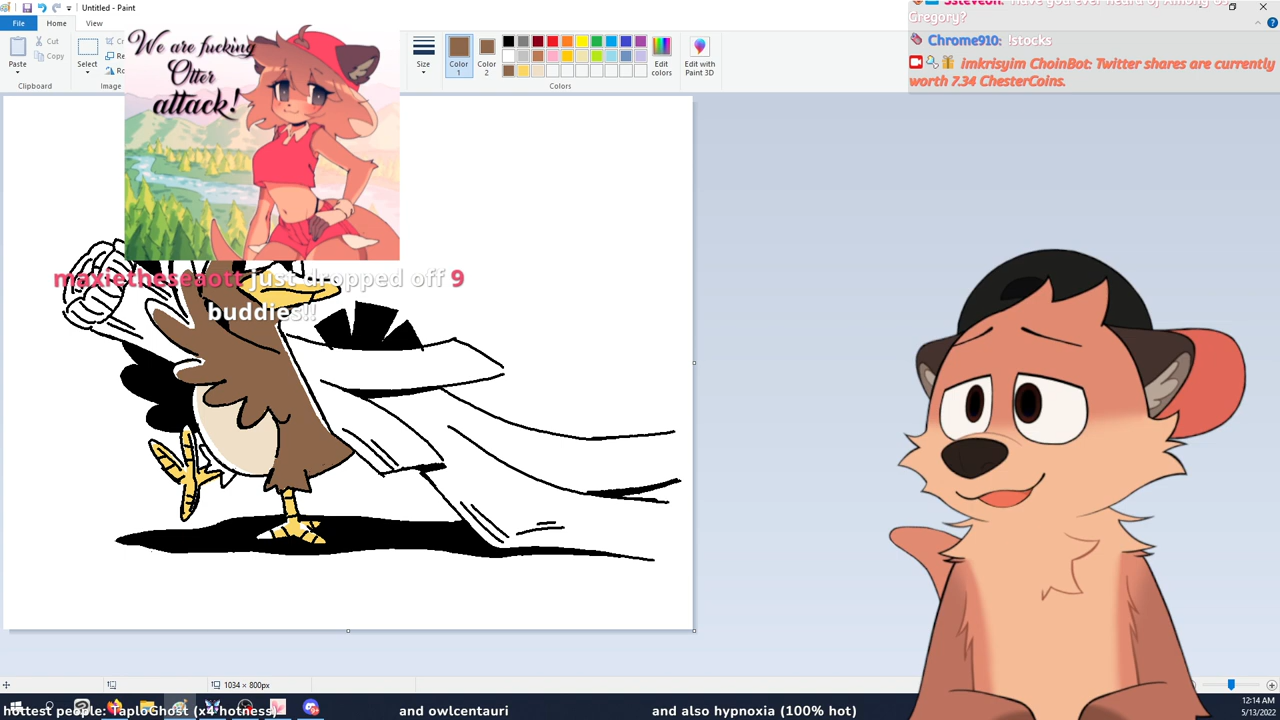 Untitled - Paint
File
Home
View
Paste
Cut
Copy
Select
Clipboard
Image
Size
Color 1
Color 2
Edit colors
Edit with Paint 3D
Colors
Gregory?
Chrome910: !stocks
imkrisyim ChoinBot: Twitter shares are currently
worth 7.34 ChesterCoins.
We are fucking
Otter
attack!
maxietheseaott just dropped off 9
buddies!!
1034 × 800px
12:14 AM
5/13/2022
hottest people: TaploGhost (x4 hotness)
and owlcentauri
and also hypnoxia (100% hot)